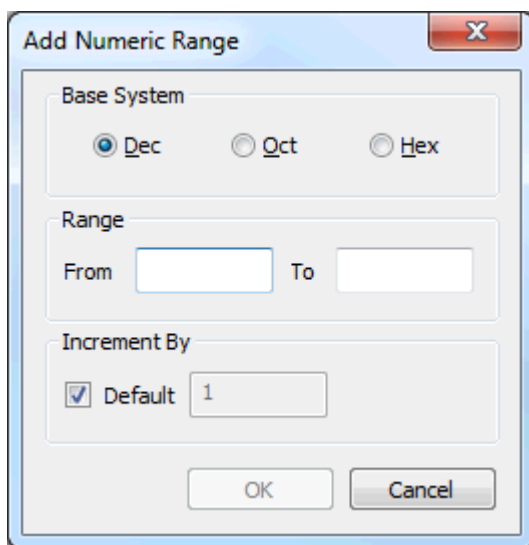 Add Numeric Range
Base System
Dec Oct Hex
Range
From To
Increment By
Default 1
OK Cancel